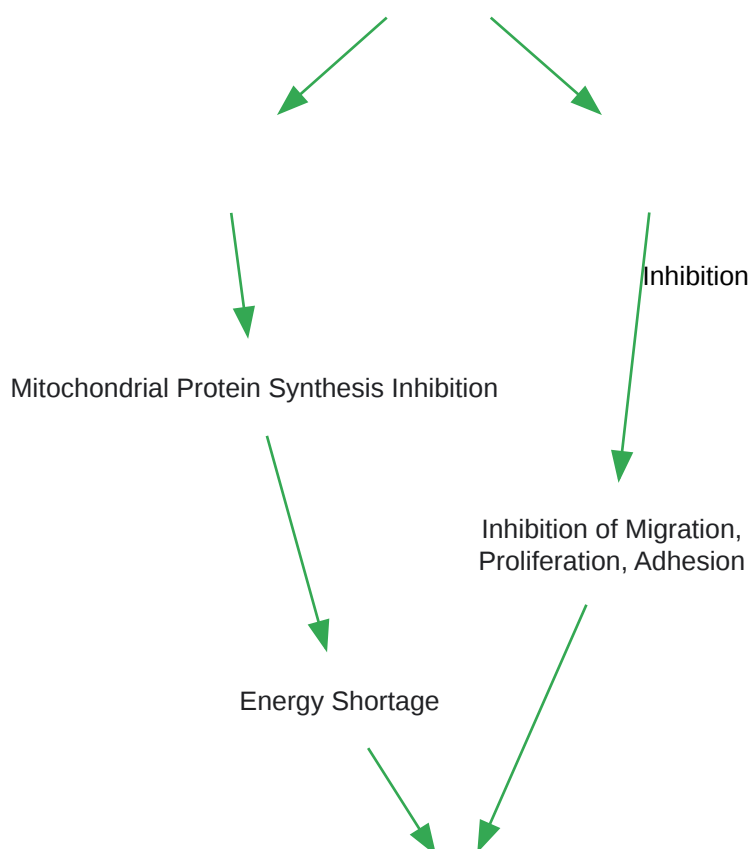 Inhibition
Mitochondrial Protein Synthesis Inhibition
Inhibition of Migration,
Proliferation, Adhesion
Energy Shortage